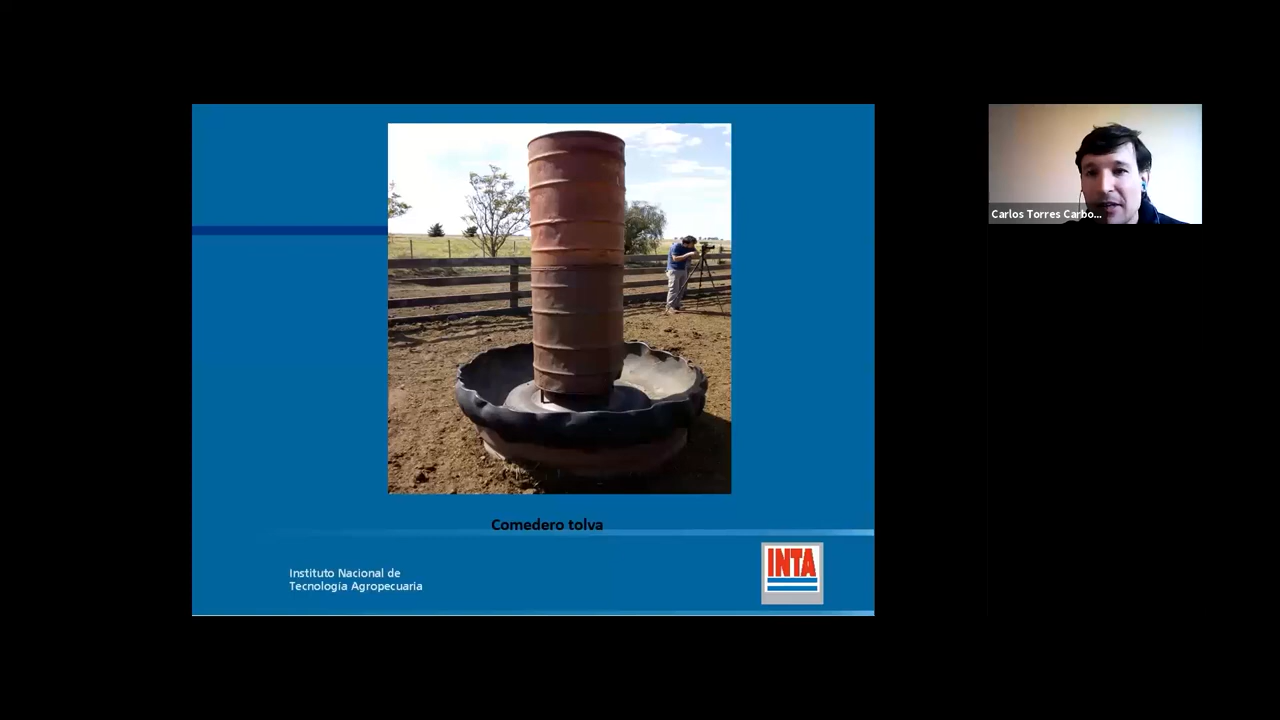 Carlos Torres Carbo...
Comedero tolva
Instituto Nacional de
Tecnología Agropecuaria
INTA